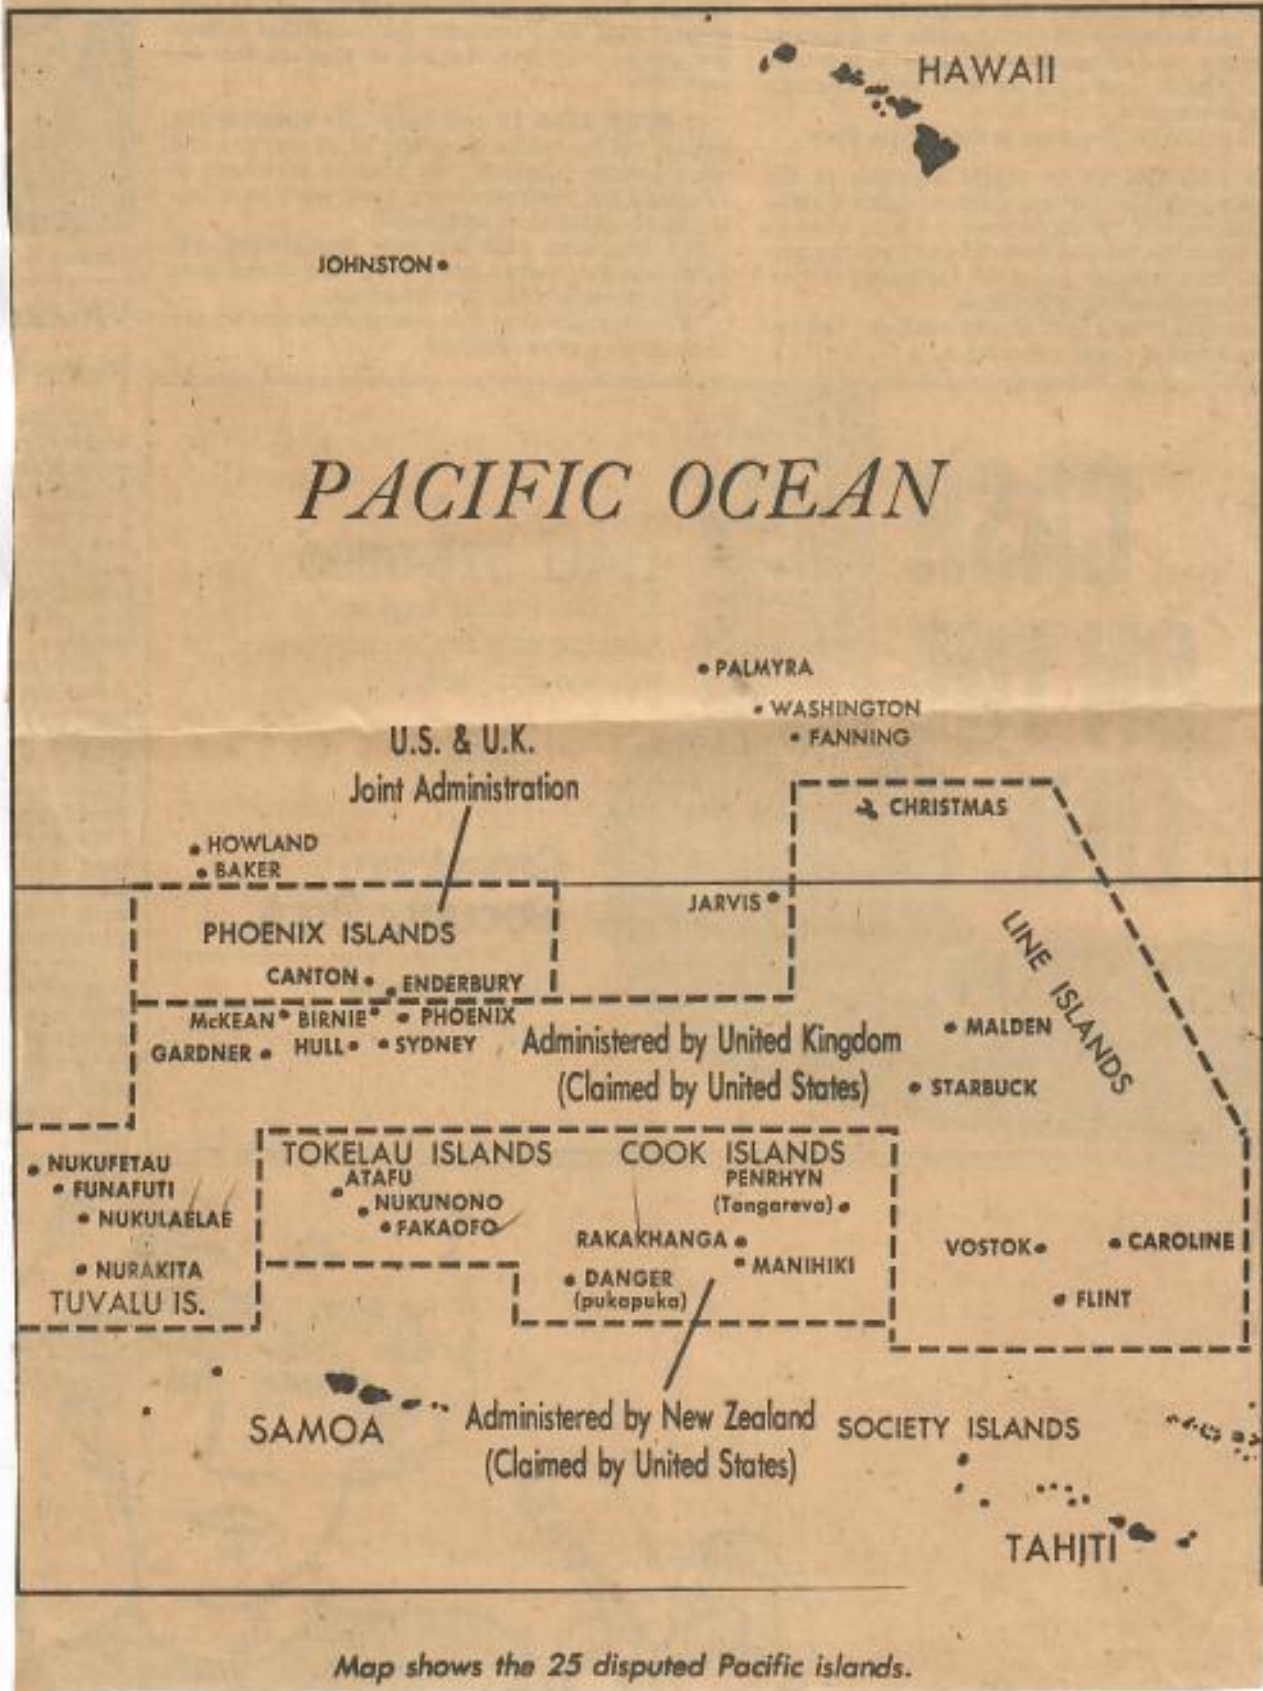 HAWAII
JOHNSTON
PACIFIC OCEAN
PALMYRA
WASHINGTON
FANNING
U.S. & U.K.
Joint Administration
CHRISTMAS
HOWLAND
BAKER
JARVIS
PHOENIX ISLANDS
LINE ISLANDS
CANTON
ENDERBURY
McKEAN BIRNIE PHOENIX
GARDNER HULL SYDNEY
Administered by United Kingdom
(Claimed by United States)
MALDEN
STARBUCK
TOKELAU ISLANDS
COOK ISLANDS
NUKUFETAU
FUNAFUTI
NUKULAELAE
NURAKITA
TUVALU IS.
ATAFU
NUKUNONO
FAKAOFO
PENRHYN
(Tongareva)
RAKAKHANGA
MANIHIKI
DANGER
(pukapuka)
VOSTOK
CAROLINE
FLINT
SAMOA
Administered by New Zealand
(Claimed by United States)
SOCIETY ISLANDS
TAHITI
Map shows the 25 disputed Pacific islands.